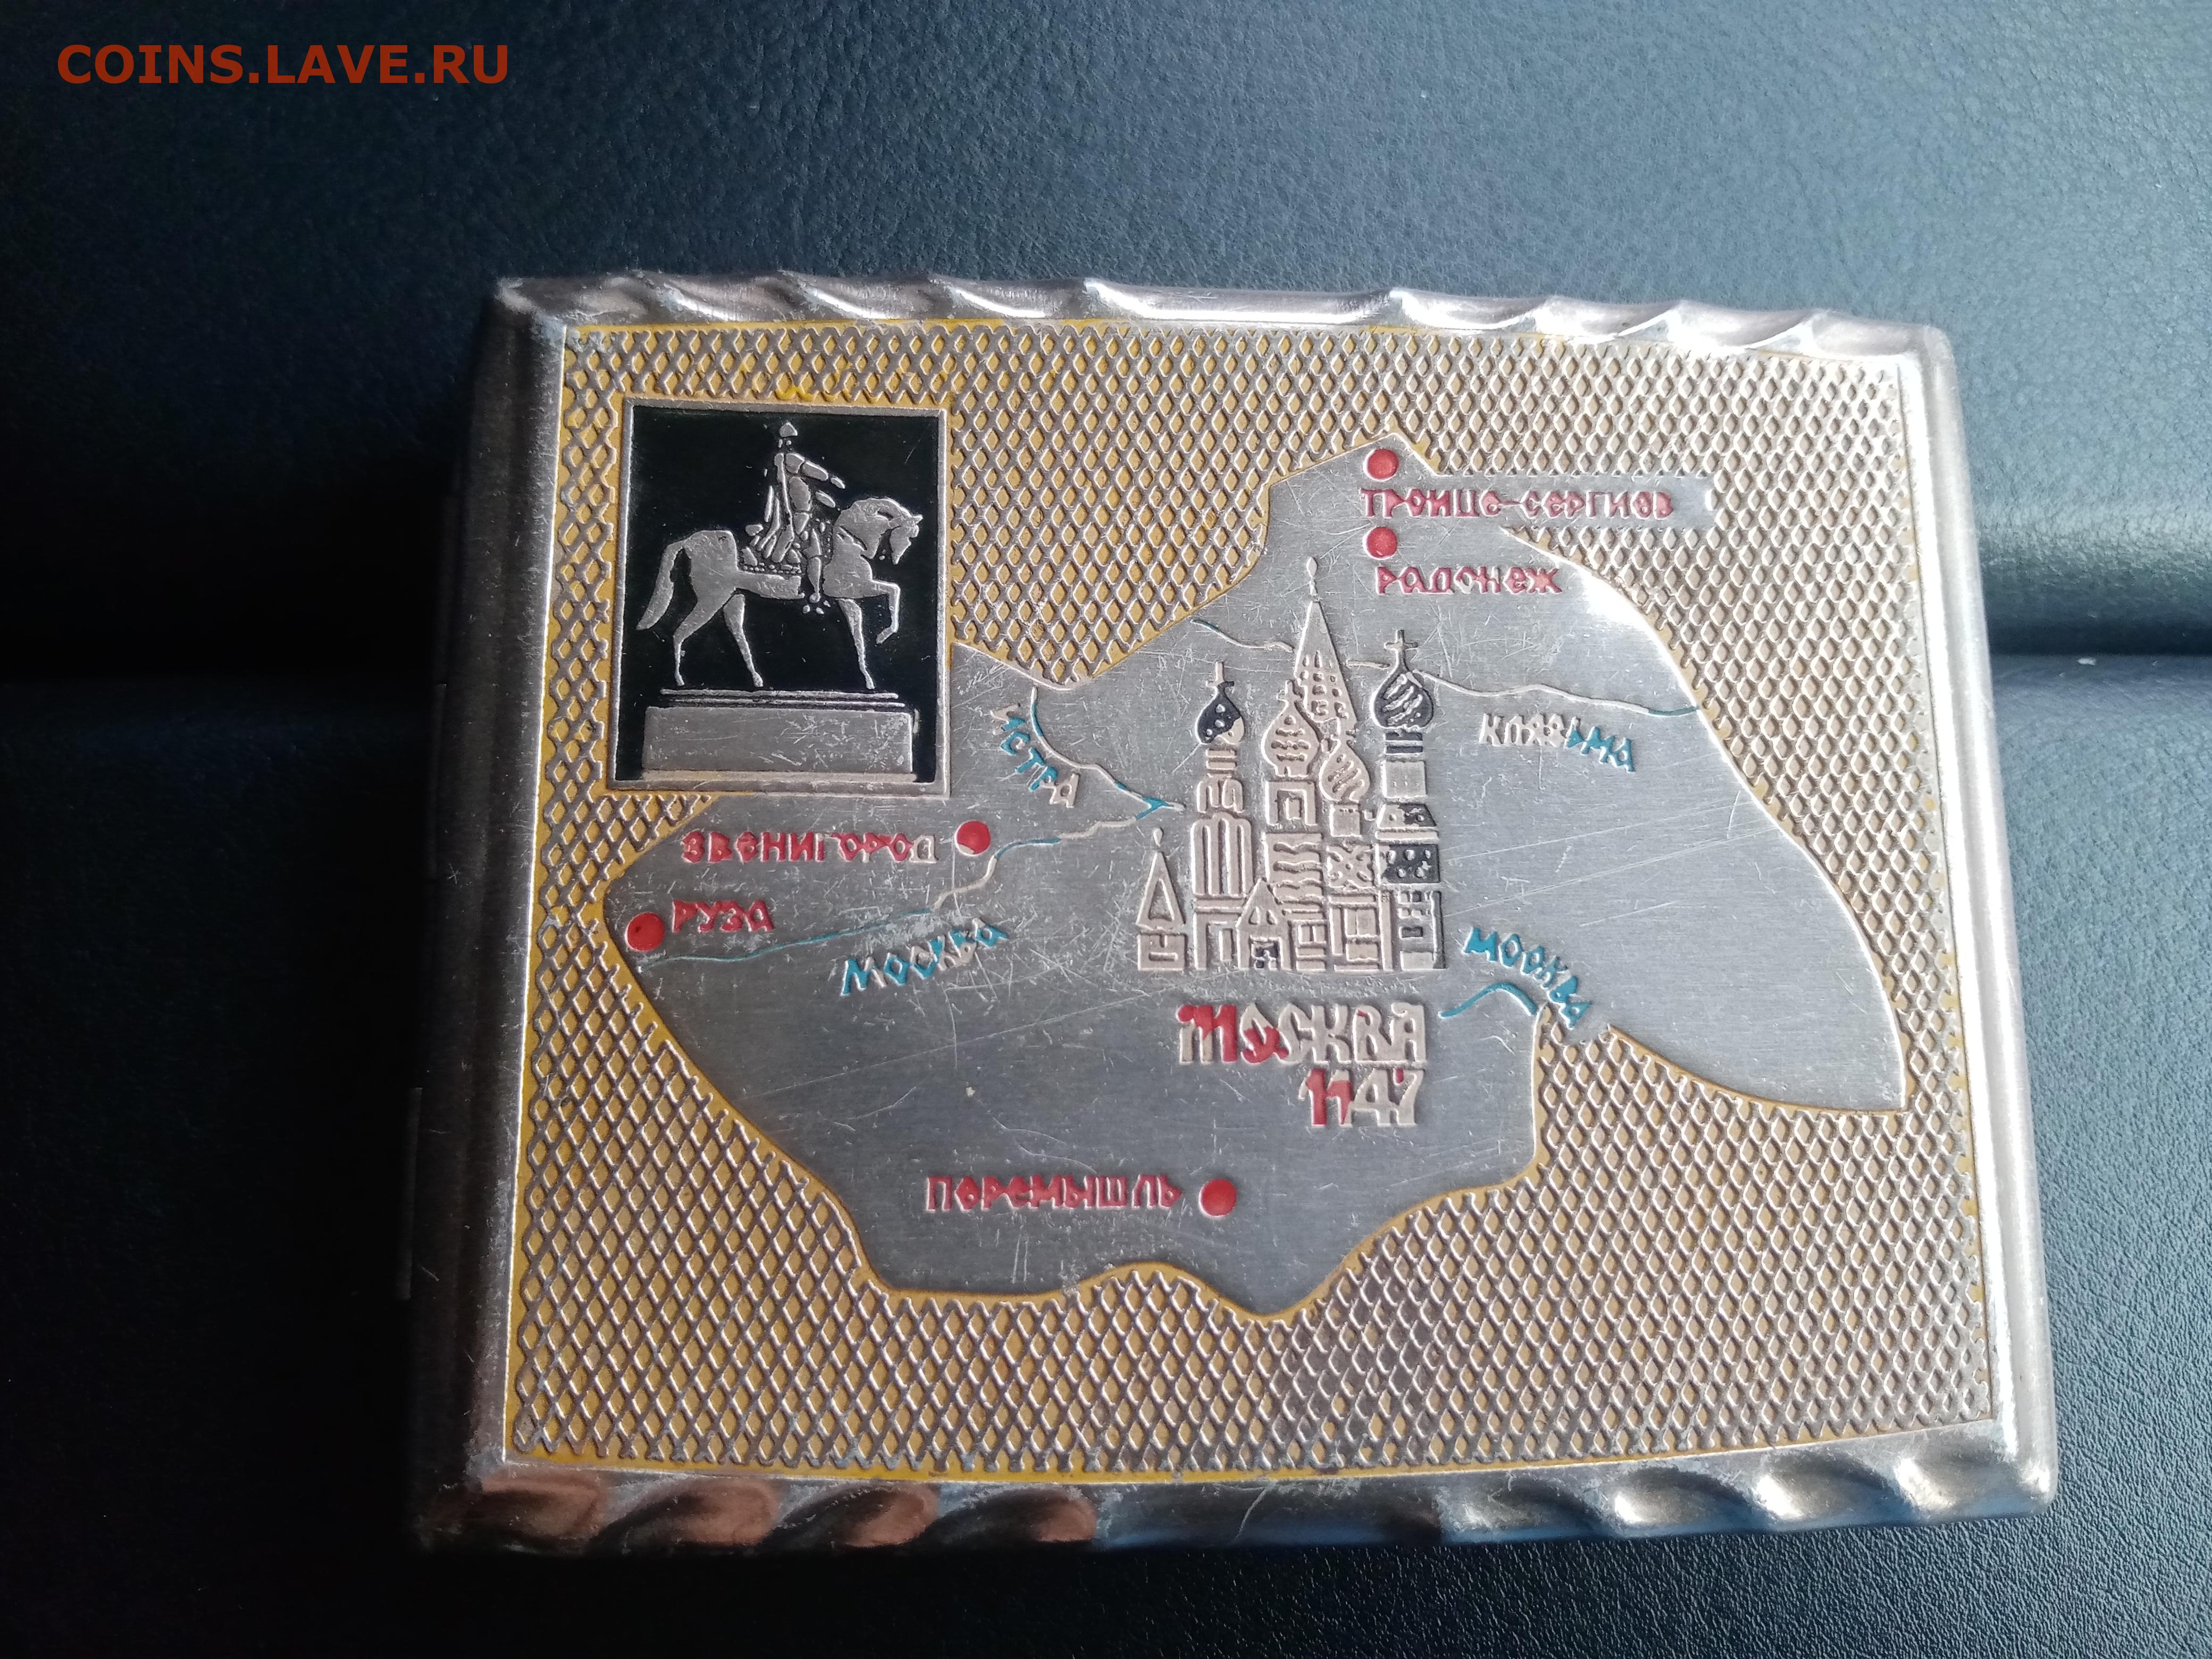 COINS.LAVE.RU
ТРОИЦЕ-СЕРГИЕВ
РАДОНЕЖ
ИСТРА
КЛЯЗЬМА
ЗВЕНИГОРОД
РУЗА
МОСКВА
МОСКВА
МОСКВА
1147
ПЕРЕМЫШЛЬ